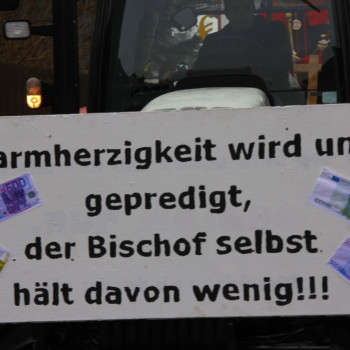 armherzigkeit wird un
gepredigt,
der Bischof selbst
hält davon wenig!!!